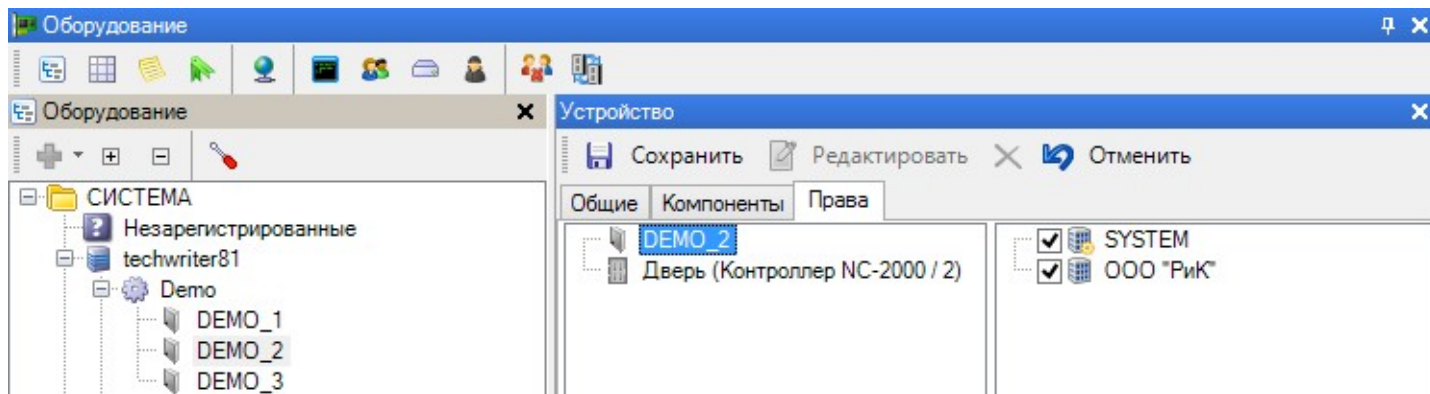 Оборудование
Оборудование
СИСТЕМА
Незарегистрированные
techwriter81
Demo
DEMO_1
DEMO_2
DEMO_3
Устройство
Сохранить Редактировать Отменить
Общие Компоненты Права
DEMO_2
Дверь (Контроллер NC-2000 / 2)
SYSTEM
ООО "РиК"